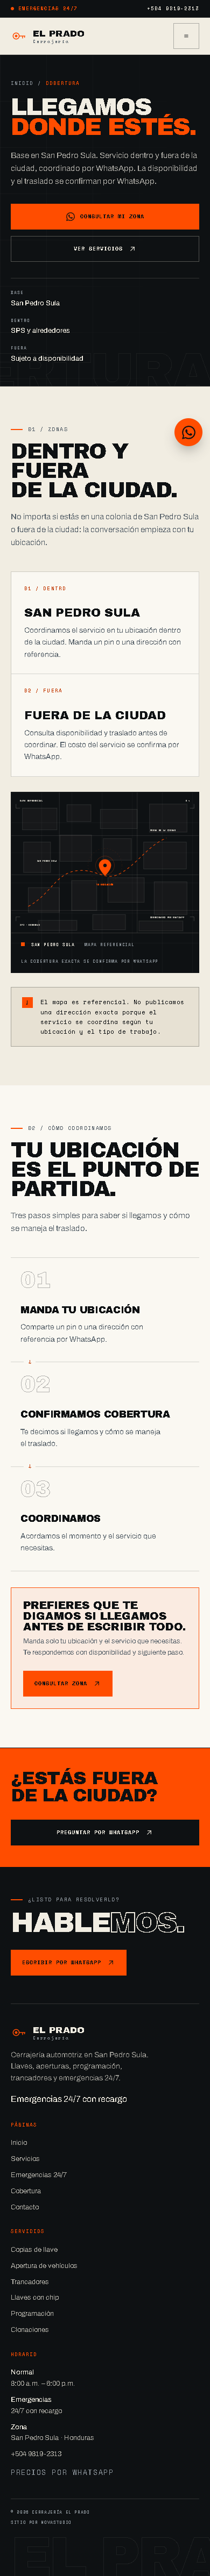 EMERGENCIAS 24/7
+504 9819-2313
EL PRADO
Cerrajería
INICIO / COBERTURA
LLEGAMOS
DONDE ESTÉS.
Base en San Pedro Sula. Servicio dentro y fuera de la
ciudad, coordinado por WhatsApp. La disponibilidad
y el traslado se confirman por WhatsApp.
CONSULTAR MI ZONA
VER SERVICIOS
BASE
San Pedro Sula
DENTRO
SPS y alrededores
FUERA
Sujeto a disponibilidad
01 / ZONAS
DENTRO Y
FUERA
DE LA CIUDAD.
No importa si estás en una colonia de San Pedro Sula
o fuera de la ciudad: la conversación empieza con tu
ubicación.
01 / DENTRO
SAN PEDRO SULA
Coordinamos el servicio en tu ubicación dentro
de la ciudad. Manda un pin o una dirección con
referencia.
02 / FUERA
FUERA DE LA CIUDAD
Consulta disponibilidad y traslado antes de
coordinar. El costo del servicio se confirma por
WhatsApp.
SAN PEDRO SULA
MAPA REFERENCIAL
LA COBERTURA EXACTA SE CONFIRMA POR WHATSAPP
El mapa es referencial. No publicamos
una dirección exacta porque el
servicio se coordina según tu
ubicación y el tipo de trabajo.
02 / CÓMO COORDINAMOS
TU UBICACIÓN
ES EL PUNTO DE
PARTIDA.
Tres pasos simples para saber si llegamos y cómo
se maneja el traslado.
01
MANDA TU UBICACIÓN
Comparte un pin o una dirección con
referencia por WhatsApp.
02
CONFIRMAMOS COBERTURA
Te decimos si llegamos y cómo se maneja
el traslado.
03
COORDINAMOS
Acordamos el momento y el servicio que
necesitas.
PREFIERES QUE TE
DIGAMOS SI LLEGAMOS
ANTES DE ESCRIBIR TODO.
Manda solo tu ubicación y el servicio que necesitas.
Te respondemos con disponibilidad y siguiente paso.
CONSULTAR ZONA
¿ESTÁS FUERA
DE LA CIUDAD?
PREGUNTAR POR WHATSAPP
¿LISTO PARA RESOLVERLO?
HABLEMOS.
ESCRIBIR POR WHATSAPP
EL PRADO
Cerrajería
Cerrajería automotriz en San Pedro Sula.
Llaves, aperturas, programación,
trancadores y emergencias 24/7.
Emergencias 24/7 con recargo
PÁGINAS
Inicio
Servicios
Emergencias 24/7
Cobertura
Contacto
SERVICIOS
Copias de llave
Apertura de vehículos
Trancadores
Llaves con chip
Programación
Clonaciones
HORARIO
Normal
8:00 a. m. – 6:00 p. m.
Emergencias
24/7 con recargo
Zona
San Pedro Sula · Honduras
+504 9819-2313
PRECIOS POR WHATSAPP
© 2026 CERRAJERÍA EL PRADO
SITIO POR NOVASTUDIO